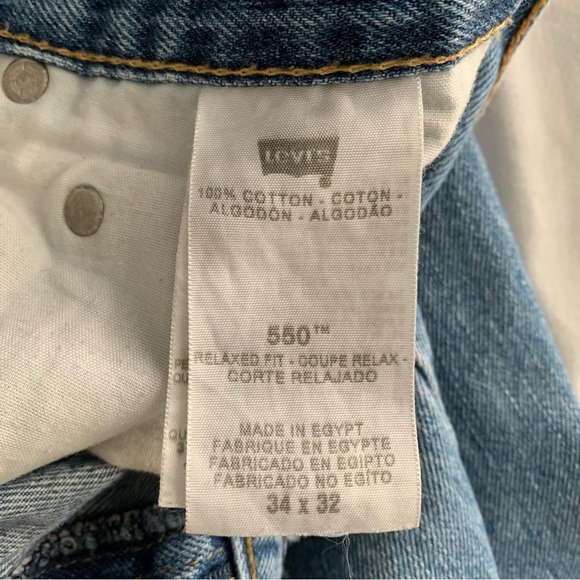 LEVI'S
100% COTTON - COTON -
ALGODÓN - ALGODÃO
550™
RELAXED FIT - COUPE RELAX -
CORTE RELAJADO
MADE IN EGYPT
FABRIQUE EN EGYPTE
FABRICADO EN EGIPTO
FABRICADO NO EGÍTO
34 x 32